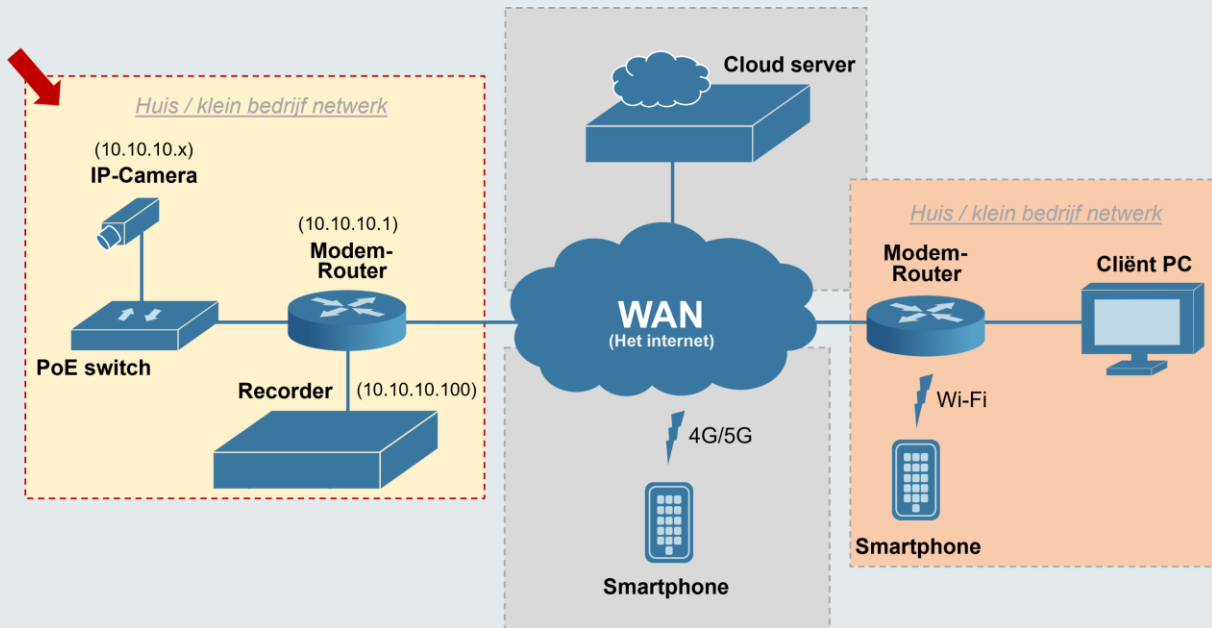 Huis / klein bedrijf netwerk
(10.10.10.x)
IP-Camera
(10.10.10.1)
Modem-
Router
PoE switch
Recorder
(10.10.10.100)
Cloud server
WAN
(Het internet)
4G/5G
Smartphone
Huis / klein bedrijf netwerk
Modem-
Router
Cliënt PC
Wi-Fi
Smartphone